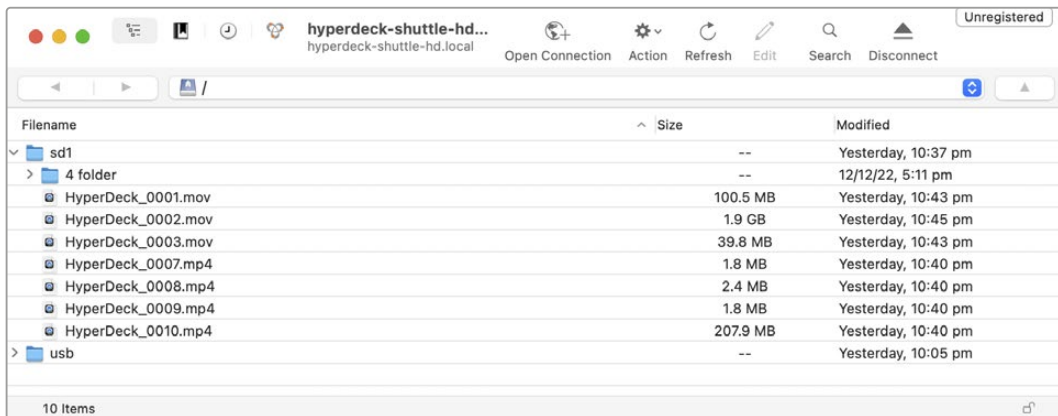 hyperdeck-shuttle-hd...
hyperdeck-shuttle-hd.local
Open Connection Action Refresh Edit Search Disconnect
Unregistered
/
Filename Size Modified
sd1 -- Yesterday, 10:37 pm
4 folder -- 12/12/22, 5:11 pm
HyperDeck_0001.mov 100.5 MB Yesterday, 10:43 pm
HyperDeck_0002.mov 1.9 GB Yesterday, 10:45 pm
HyperDeck_0003.mov 39.8 MB Yesterday, 10:43 pm
HyperDeck_0007.mp4 1.8 MB Yesterday, 10:40 pm
HyperDeck_0008.mp4 2.4 MB Yesterday, 10:40 pm
HyperDeck_0009.mp4 1.8 MB Yesterday, 10:40 pm
HyperDeck_0010.mp4 207.9 MB Yesterday, 10:40 pm
usb -- Yesterday, 10:05 pm
10 Items